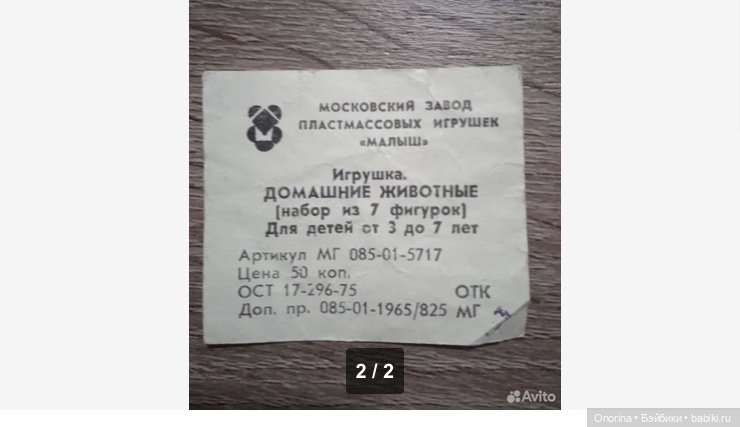 МОСКОВСКИЙ ЗАВОД
ПЛАСТМАССОВЫХ ИГРУШЕК
«МАЛЫШ»
Игрушка.
ДОМАШНИЕ ЖИВОТНЫЕ
(набор из 7 фигурок)
Для детей от 3 до 7 лет
Артикул МГ 085-01-5717
Цена 50 коп.
ОСТ 17-296-75 ОТК
Доп. пр. 085-01-1965/825 МГ
2 / 2
Avito
Onorina • Бэйбики • babiki.ru